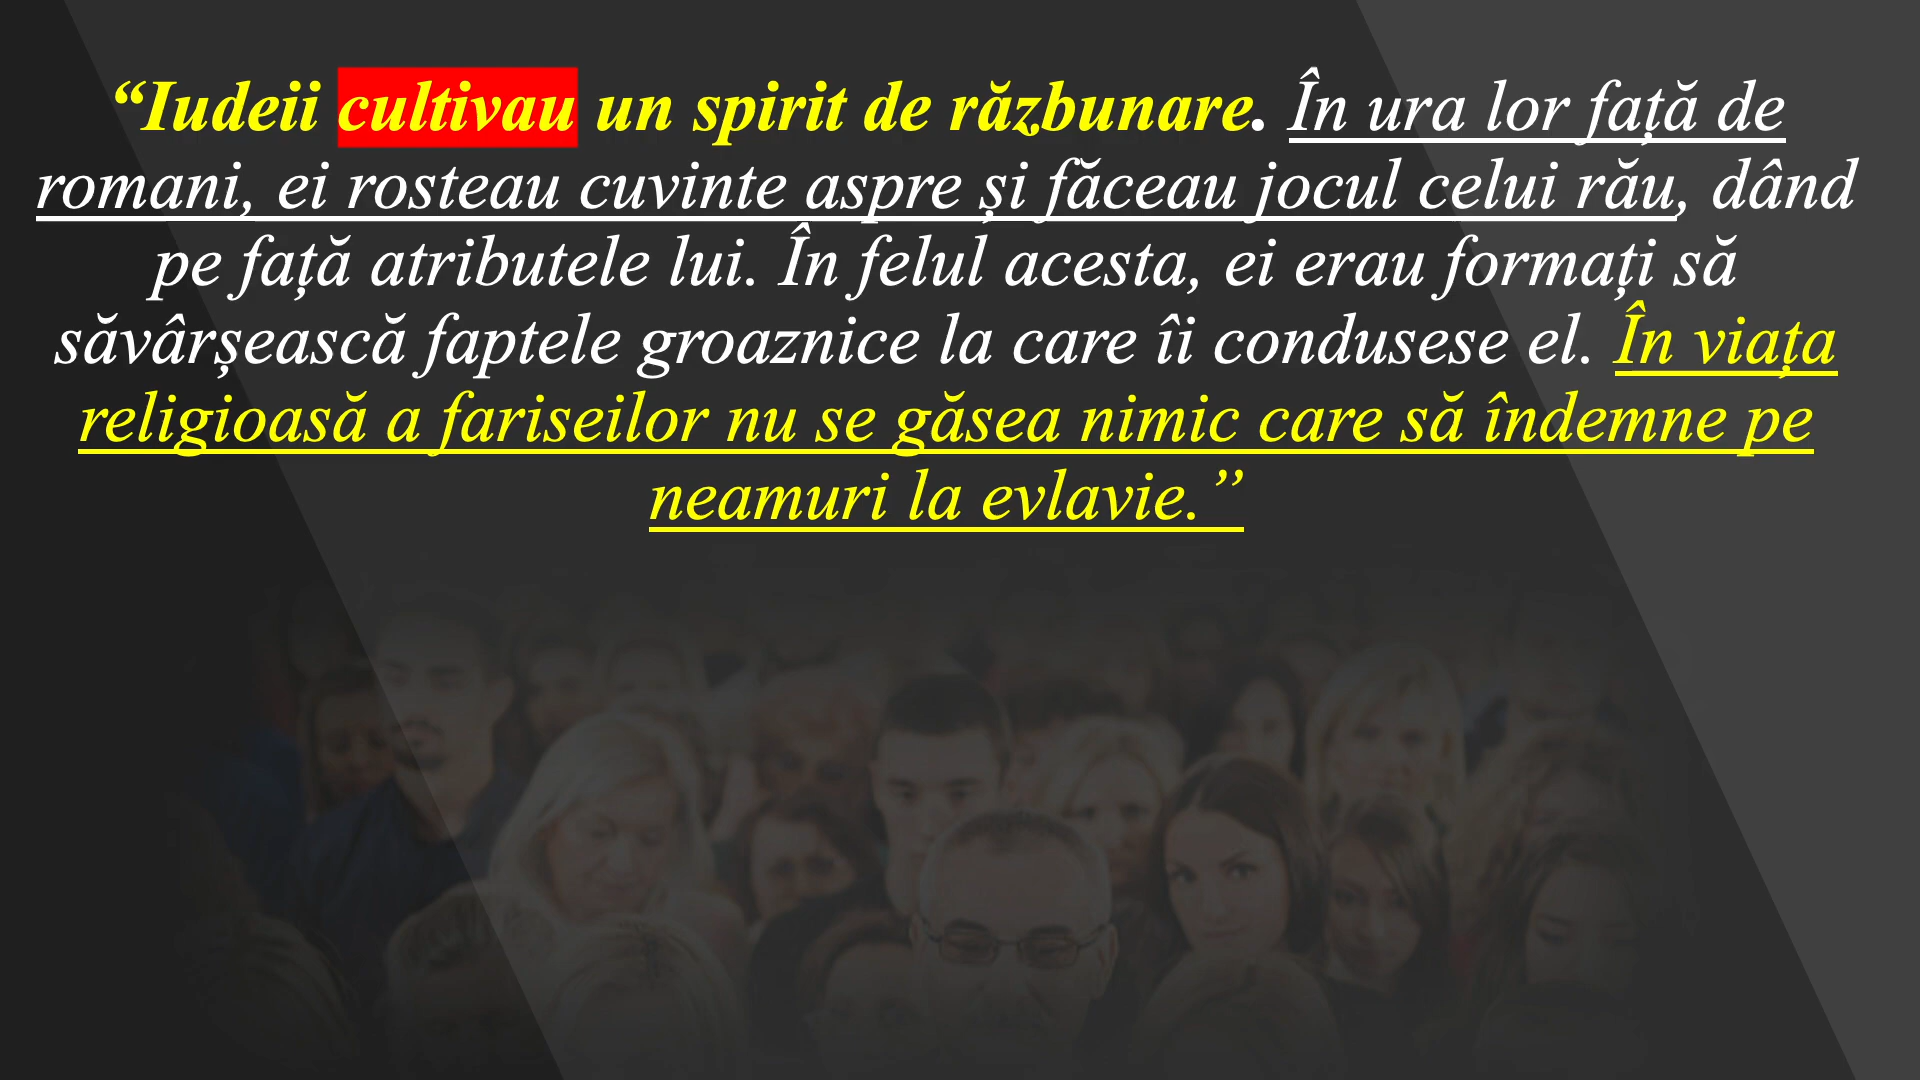 “Iudeii cultivau un spirit de răzbunare. În ura lor față de
romani, ei rosteau cuvinte aspre și făceau jocul celui rău, dând
pe față atributele lui. În felul acesta, ei erau formați să
săvârșească faptele groaznice la care îi condusese el. În viața
religioasă a fariseilor nu se găsea nimic care să îndemne pe
neamuri la evlavie.”